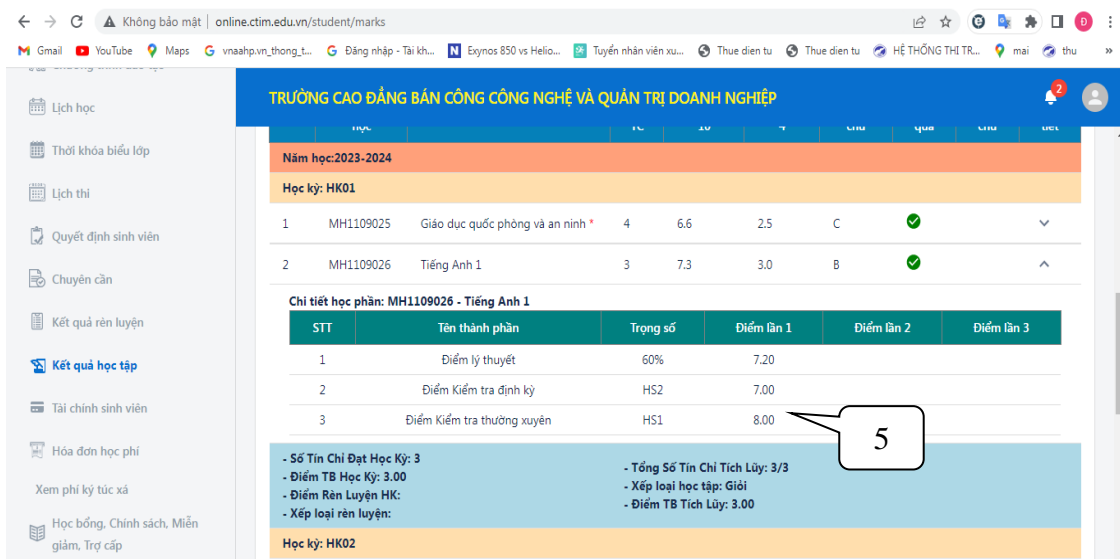 Không bảo mật | online.ctim.edu.vn/student/marks
D
Gmail YouTube Maps vnaahp.vn_thong_t... Đăng nhập - Tài kh... Exynos 850 vs Helio... Tuyển nhân viên xu... Thue dien tu Thue dien tu HỆ THỐNG THI TR... mai thu »
Lịch học
Thời khóa biểu lớp
Lịch thi
Quyết định sinh viên
Chuyên cần
Kết quả rèn luyện
Kết quả học tập
Tài chính sinh viên
Hóa đơn học phí
Xem phí ký túc xá
Học bổng, Chính sách, Miễn
giảm, Trợ cấp
TRƯỜNG CAO ĐẲNG BÁN CÔNG CÔNG NGHỆ VÀ QUẢN TRỊ DOANH NGHIỆP
2
học TC 10 4 chữ quả chú tiết
Năm học:2023-2024
Học kỳ: HK01
1 MH1109025 Giáo dục quốc phòng và an ninh * 4 6.6 2.5 C
2 MH1109026 Tiếng Anh 1 3 7.3 3.0 B
Chi tiết học phần: MH1109026 - Tiếng Anh 1
STT Tên thành phần Trọng số Điểm lần 1 Điểm lần 2 Điểm lần 3
1 Điểm lý thuyết 60% 7.20
2 Điểm Kiểm tra định kỳ HS2 7.00
3 Điểm Kiểm tra thường xuyên HS1 8.00
5
- Số Tín Chỉ Đạt Học Kỳ: 3
- Điểm TB Học Kỳ: 3.00
- Điểm Rèn Luyện HK:
- Xếp loại rèn luyện:
- Tổng Số Tín Chỉ Tích Lũy: 3/3
- Xếp loại học tập: Giỏi
- Điểm TB Tích Lũy: 3.00
Học kỳ: HK02